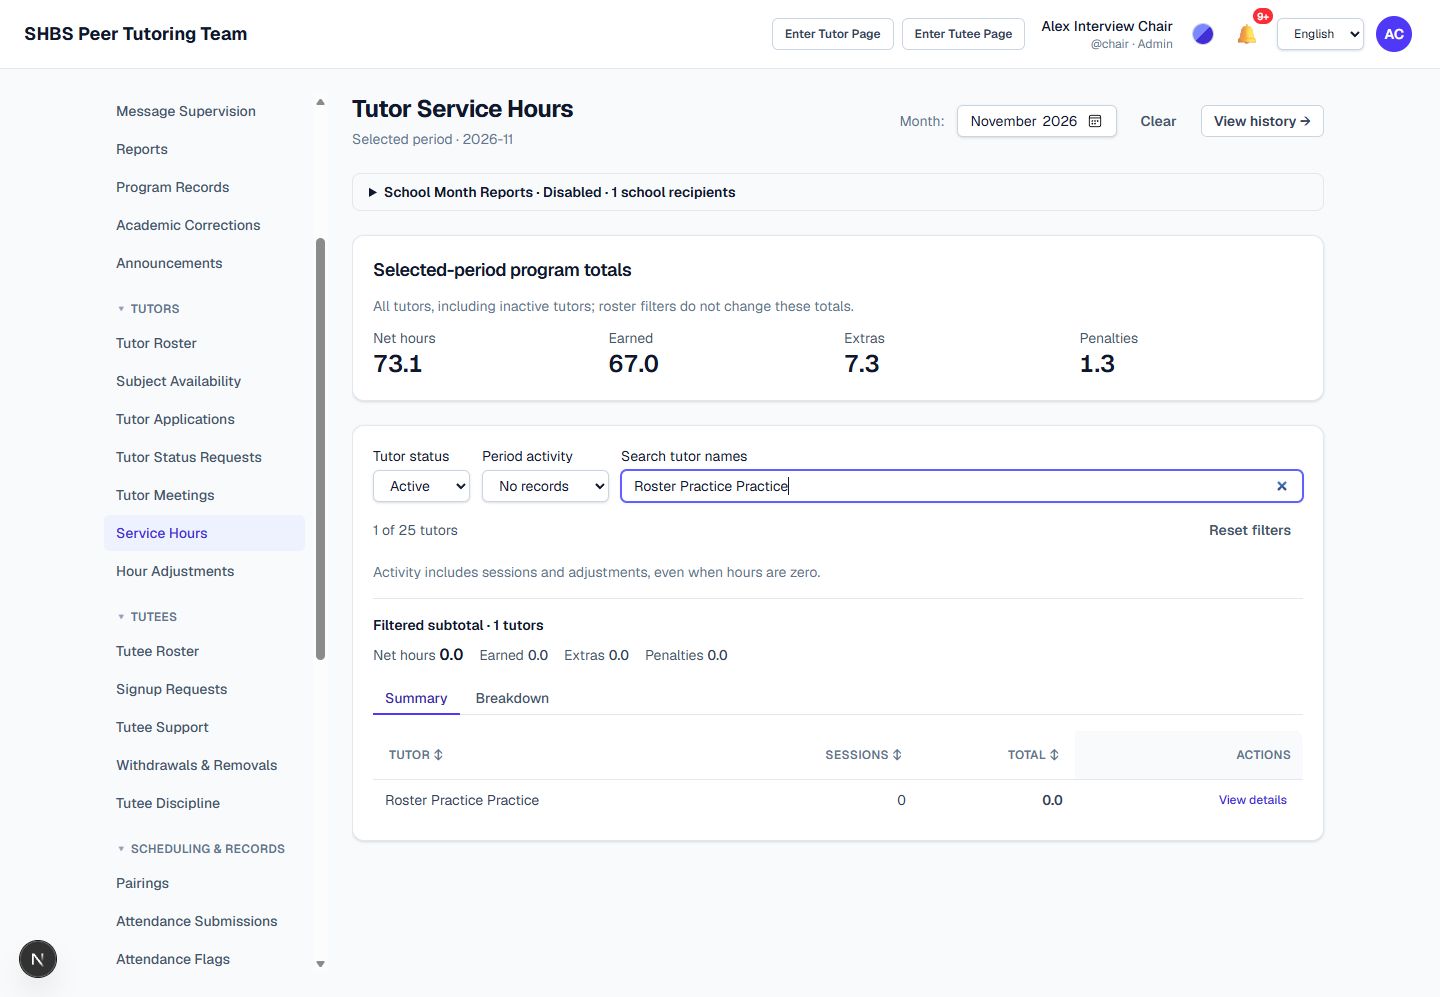 SHBS Peer Tutoring Team
Enter Tutor Page
Enter Tutee Page
Alex Interview Chair
@chair · Admin
9+
English
AC
Message Supervision
Reports
Program Records
Academic Corrections
Announcements
TUTORS
Tutor Roster
Subject Availability
Tutor Applications
Tutor Status Requests
Tutor Meetings
Service Hours
Hour Adjustments
TUTEES
Tutee Roster
Signup Requests
Tutee Support
Withdrawals & Removals
Tutee Discipline
SCHEDULING & RECORDS
Pairings
Attendance Submissions
Attendance Flags
N
Tutor Service Hours
Selected period · 2026-11
Month: November 2026 Clear View history →
School Month Reports · Disabled · 1 school recipients
Selected-period program totals
All tutors, including inactive tutors; roster filters do not change these totals.
Net hours Earned Extras Penalties
73.1 67.0 7.3 1.3
Tutor status Period activity Search tutor names
Active No records Roster Practice Practice
1 of 25 tutors Reset filters
Activity includes sessions and adjustments, even when hours are zero.
Filtered subtotal · 1 tutors
Net hours 0.0 Earned 0.0 Extras 0.0 Penalties 0.0
Summary Breakdown
TUTOR SESSIONS TOTAL ACTIONS
Roster Practice Practice 0 0.0 View details